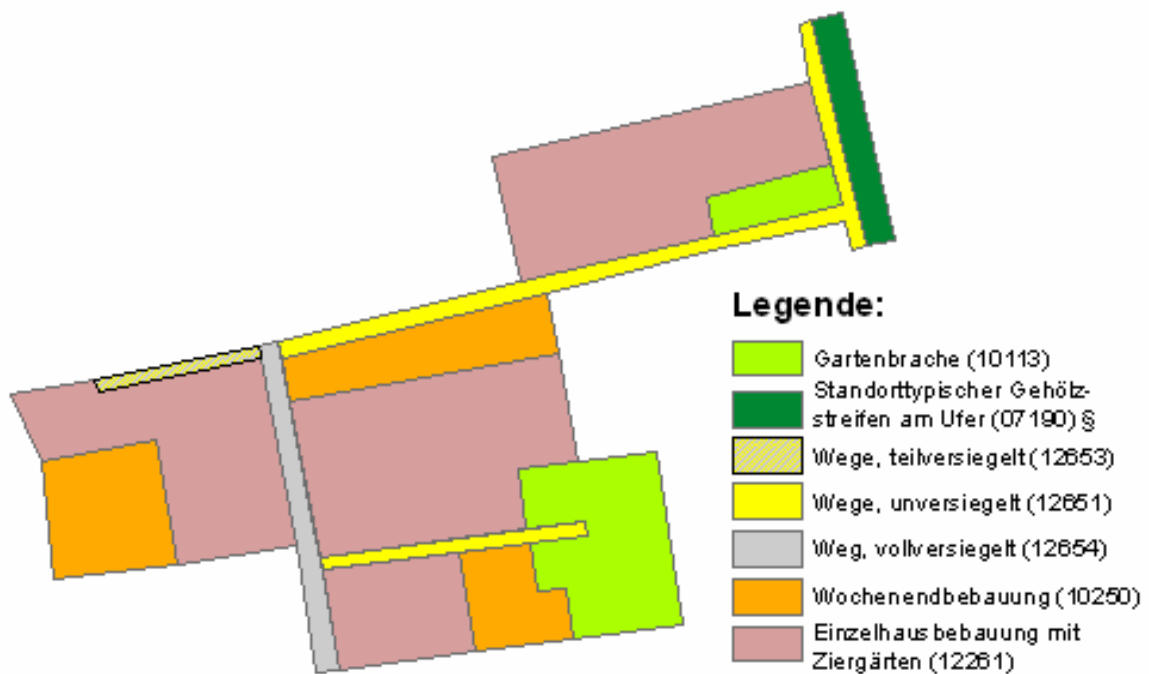 Legende:
Gartenbrache (10113)
Standorttypischer Gehölz-
streifen am Ufer (07190) §
Wege, teilversiegelt (12653)
Wege, unversiegelt (12651)
Weg, vollversiegelt (12654)
Wochenendbebauung (10250)
Einzelhausbebauung mit
Ziergärten (12261)